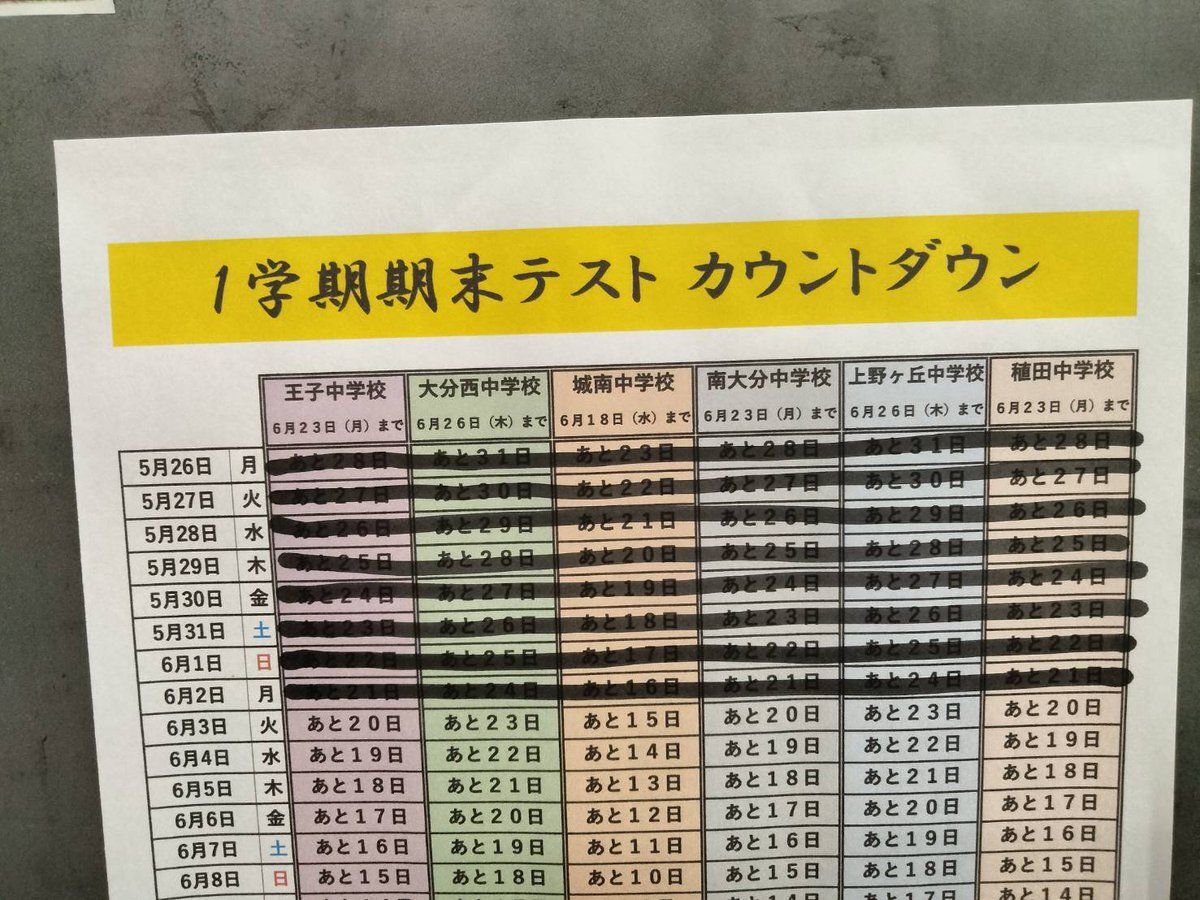 1学期期末テスト カウントダウン
王子中学校 大分西中学校 城南中学校 南大分中学校 上野ヶ丘中学校 稙田中学校
6月23日（月）まで 6月26日（木）まで 6月18日（水）まで 6月23日（月）まで 6月26日（木）まで 6月23日（月）まで
5月26日 月 あと28日 あと31日 あと23日 あと28日 あと31日 あと28日
5月27日 火 あと27日 あと30日 あと22日 あと27日 あと30日 あと27日
5月28日 水 あと26日 あと29日 あと21日 あと26日 あと29日 あと26日
5月29日 木 あと25日 あと28日 あと20日 あと25日 あと28日 あと25日
5月30日 金 あと24日 あと27日 あと19日 あと24日 あと27日 あと24日
5月31日 土 あと23日 あと26日 あと18日 あと23日 あと26日 あと23日
6月1日 日 あと22日 あと25日 あと17日 あと22日 あと25日 あと22日
6月2日 月 あと21日 あと24日 あと16日 あと21日 あと24日 あと21日
6月3日 火 あと20日 あと23日 あと15日 あと20日 あと23日 あと20日
6月4日 水 あと19日 あと22日 あと14日 あと19日 あと22日 あと19日
6月5日 木 あと18日 あと21日 あと13日 あと18日 あと21日 あと18日
6月6日 金 あと17日 あと20日 あと12日 あと17日 あと20日 あと17日
6月7日 土 あと16日 あと19日 あと11日 あと16日 あと19日 あと16日
6月8日 日 あと15日 あと18日 あと10日 あと15日 あと18日 あと15日
あと14日 あと17日 あと14日